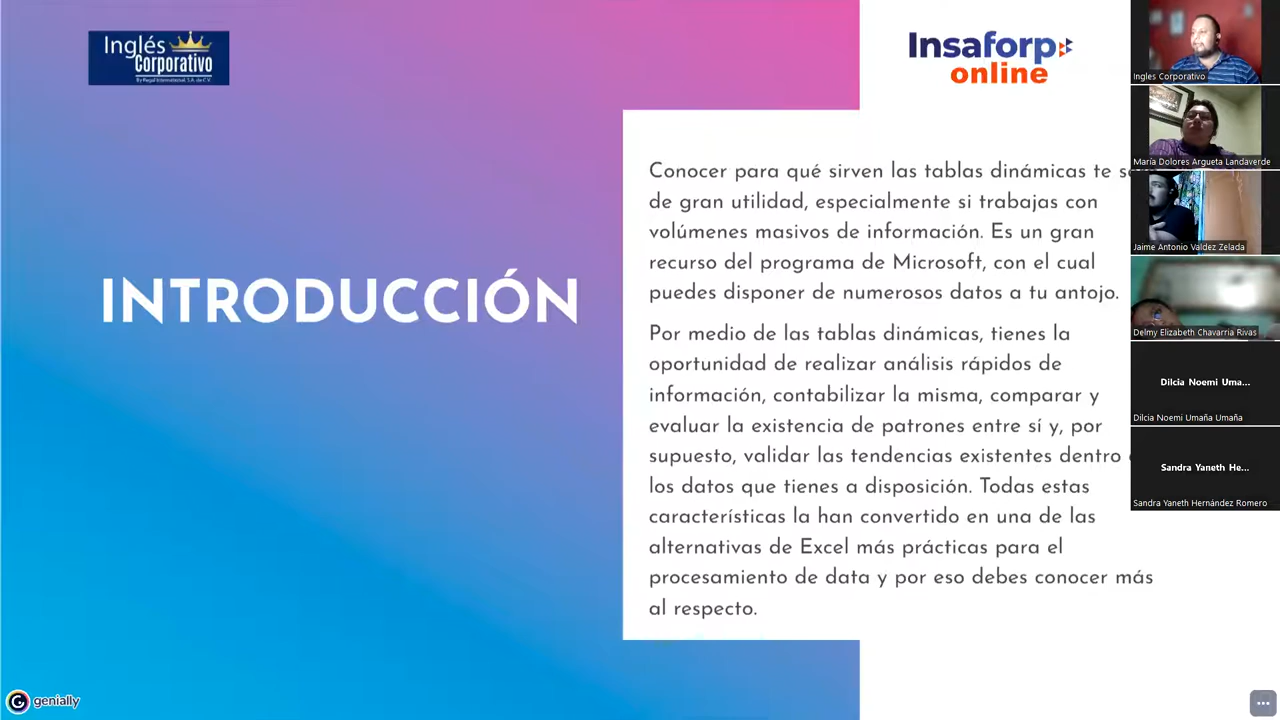 Inglés
Corporativo
By Regal International, S.A. de C.V.
Insaforp
online
INTRODUCCIÓN
Conocer para qué sirven las tablas dinámicas te
de gran utilidad, especialmente si trabajas con
volúmenes masivos de información. Es un gran
recurso del programa de Microsoft, con el cual
puedes disponer de numerosos datos a tu antojo.
Por medio de las tablas dinámicas, tienes la
oportunidad de realizar análisis rápidos de
información, contabilizar la misma, comparar y
evaluar la existencia de patrones entre sí y, por
supuesto, validar las tendencias existentes dentro
los datos que tienes a disposición. Todas estas
características la han convertido en una de las
alternativas de Excel más prácticas para el
procesamiento de data y por eso debes conocer más
al respecto.
Ingles Corporativo
María Dolores Argueta Landaverde
Jaime Antonio Valdez Zelada
Delmy Elizabeth Chavarria Rivas
Dilcia Noemi Uma...
Dilcia Noemi Umaña Umaña
Sandra Yaneth He...
Sandra Yaneth Hernández Romero
genially